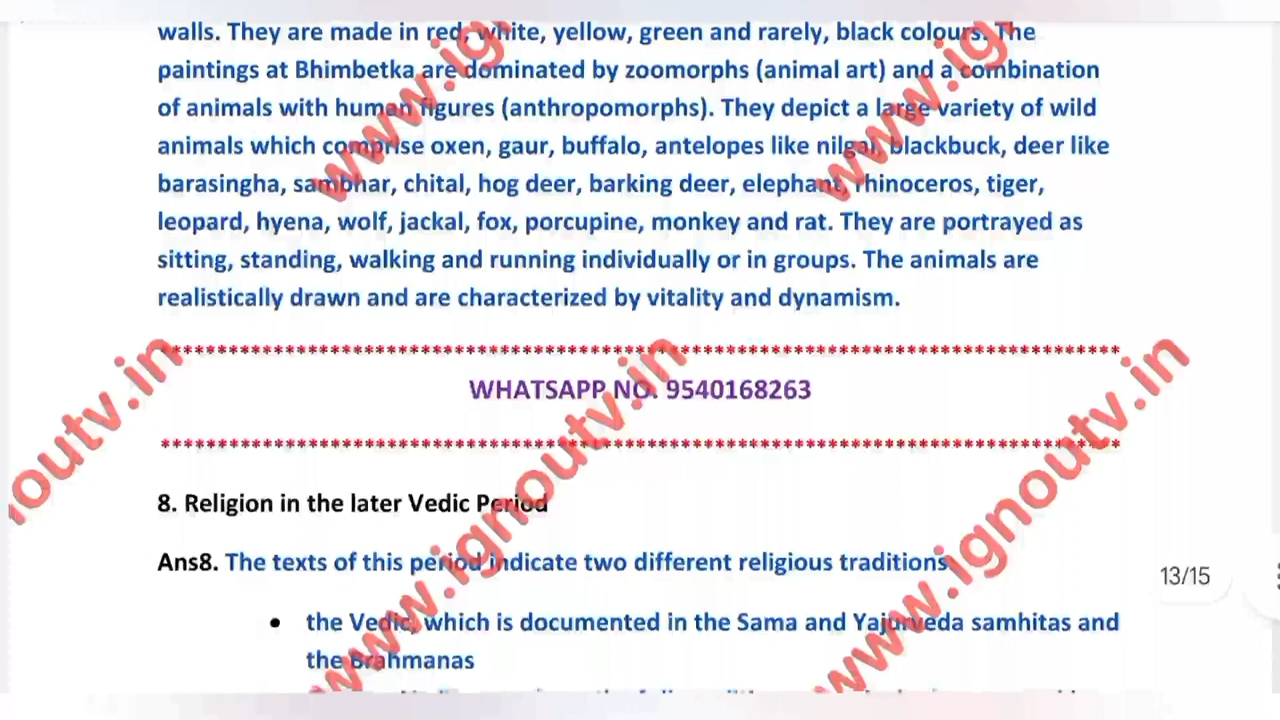 walls. They are made in red, white, yellow, green and rarely, black colours. The
paintings at Bhimbetka are dominated by zoomorphs (animal art) and a combination
of animals with human figures (anthropomorphs). They depict a large variety of wild
animals which comprise oxen, gaur, buffalo, antelopes like nilgai, blackbuck, deer like
barasingha, sambhar, chital, hog deer, barking deer, elephant, rhinoceros, tiger,
leopard, hyena, wolf, jackal, fox, porcupine, monkey and rat. They are portrayed as
sitting, standing, walking and running individually or in groups. The animals are
realistically drawn and are characterized by vitality and dynamism.
WHATSAPP NO. 9540168263
8. Religion in the later Vedic Period
Ans8. The texts of this period indicate two different religious traditions
13/15
• the Vedic, which is documented in the Sama and Yajurveda samhitas and
the Brahmanas
www.ig
www.ig
noutv.in
www.ignoutv.in
www.ignoutv.in